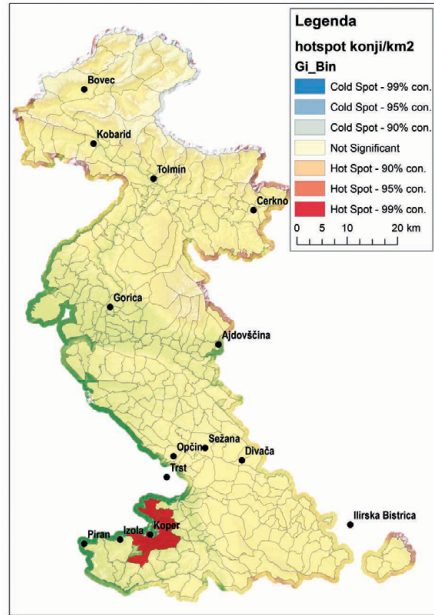 Legenda
hotspot konji/km2
Gi_Bin
Cold Spot - 99% con.
Cold Spot - 95% con.
Cold Spot - 90% con.
Not Significant
Hot Spot - 90% con.
Hot Spot - 95% con.
Hot Spot - 99% con.
0 5 10 20 km
Bovec
Kobarid
Tolmin
Cerkno
Gorica
Ajdovščina
Opčine
Sežana
Divača
Trst
Ilirska Bistrica
Koper
Izola
Piran